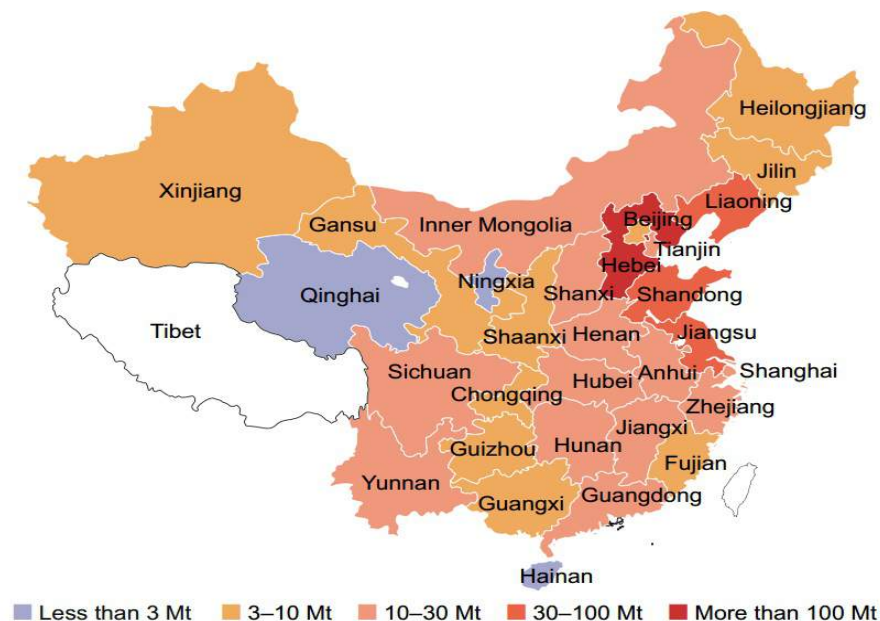 Heilongjiang
Jilin
Liaoning
Xinjiang
Gansu
Inner Mongolia
Beijing
Tianjin
Hebei
Ningxia
Qinghai
Shanxi
Shandong
Tibet
Shaanxi
Henan
Jiangsu
Sichuan
Hubei
Anhui
Shanghai
Chongqing
Zhejiang
Jiangxi
Guizhou
Hunan
Fujian
Yunnan
Guangxi
Guangdong
Hainan
Less than 3 Mt 3–10 Mt 10–30 Mt 30–100 Mt More than 100 Mt